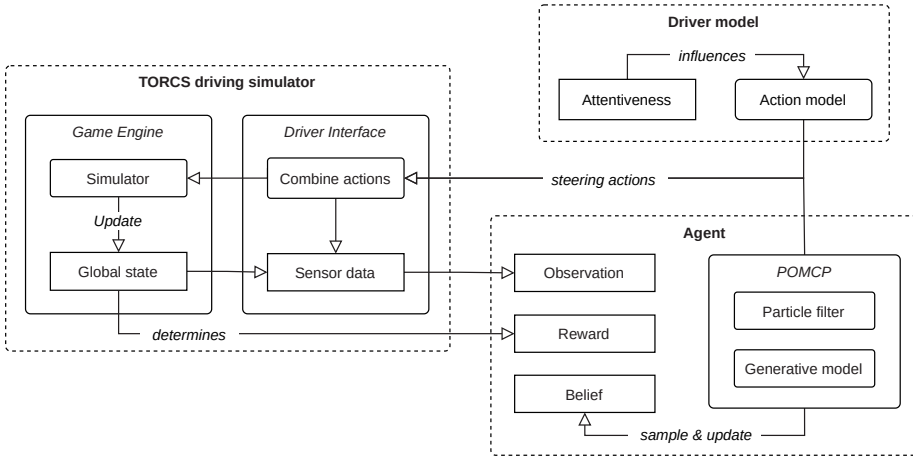 Driver model
influences
Attentiveness
Action model
TORCS driving simulator
Game Engine
Driver Interface
Simulator
Combine actions
steering actions
Update
Global state
Sensor data
determines
Agent
Observation
POMCP
Particle filter
Reward
Generative model
Belief
sample & update